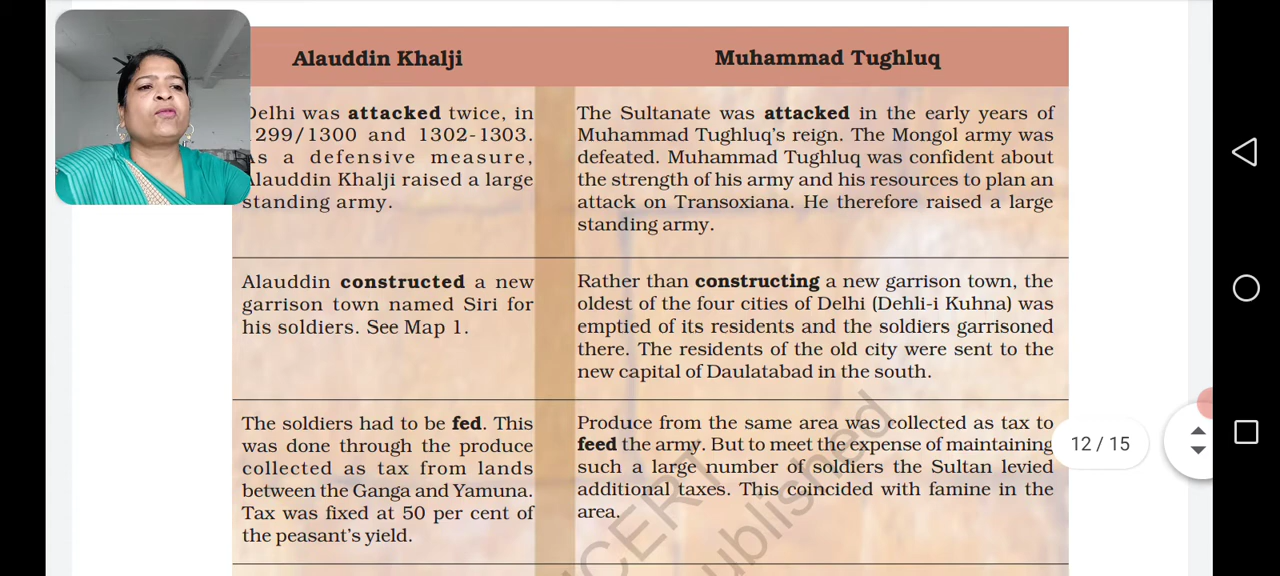 Alauddin Khalji
Muhammad Tughluq
Delhi was attacked twice, in
1299/1300 and 1302-1303.
As a defensive measure,
Alauddin Khalji raised a large
standing army.
The Sultanate was attacked in the early years of
Muhammad Tughluq's reign. The Mongol army was
defeated. Muhammad Tughluq was confident about
the strength of his army and his resources to plan an
attack on Transoxiana. He therefore raised a large
standing army.
Alauddin constructed a new
garrison town named Siri for
his soldiers. See Map 1.
Rather than constructing a new garrison town, the
oldest of the four cities of Delhi (Dehli-i Kuhna) was
emptied of its residents and the soldiers garrisoned
there. The residents of the old city were sent to the
new capital of Daulatabad in the south.
The soldiers had to be fed. This
was done through the produce
collected as tax from lands
between the Ganga and Yamuna.
Tax was fixed at 50 per cent of
the peasant's yield.
Produce from the same area was collected as tax to
feed the army. But to meet the expense of maintaining
such a large number of soldiers the Sultan levied
additional taxes. This coincided with famine in the
area.
12 / 15